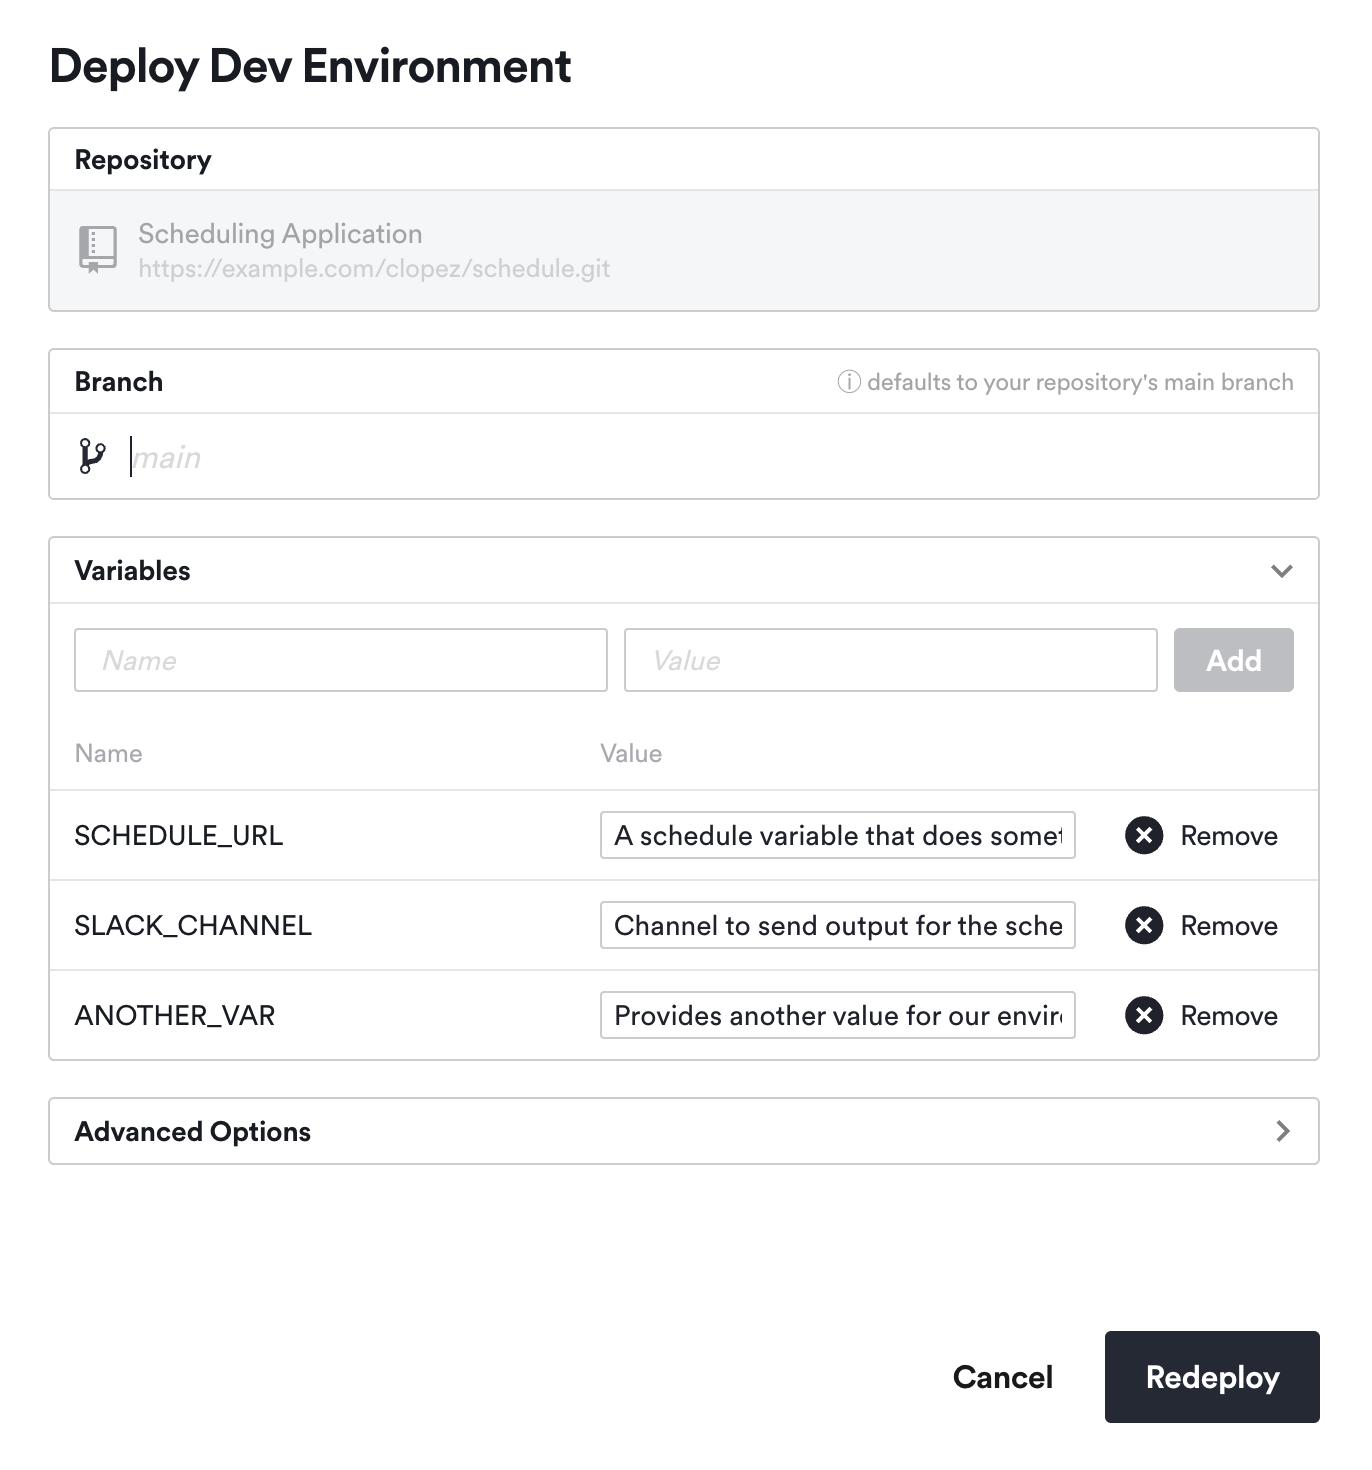 Deploy Dev Environment
Repository
Scheduling Application
https://example.com/clopez/schedule.git
Branch
defaults to your repository's main branch
main
Variables
Name Value Add
Name Value
SCHEDULE_URL A schedule variable that does somet Remove
SLACK_CHANNEL Channel to send output for the sche Remove
ANOTHER_VAR Provides another value for our envir Remove
Advanced Options
Cancel Redeploy